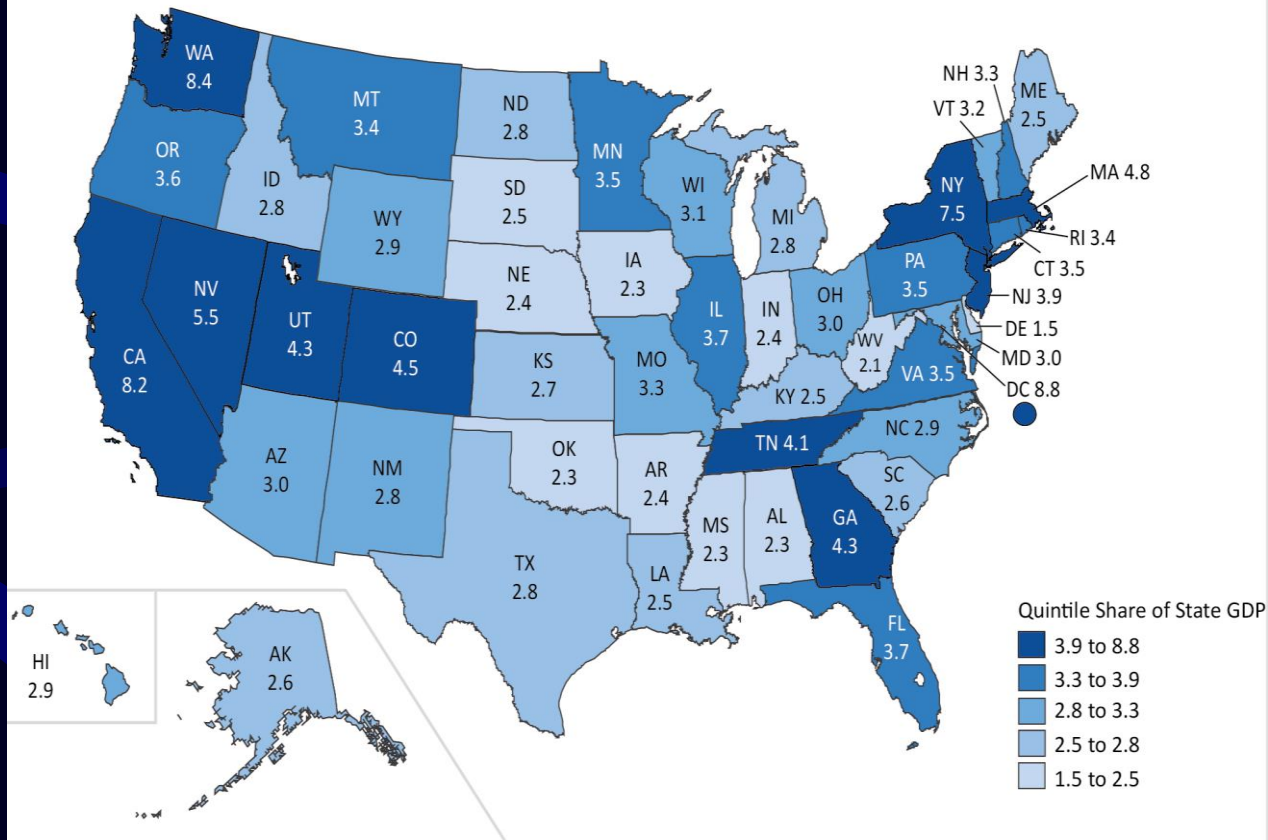 WA
8.4
MT
3.4
ND
2.8
MN
3.5
NH 3.3
VT 3.2
ME
2.5
OR
3.6
ID
2.8
SD
2.5
WI
3.1
MI
2.8
NY
7.5
MA 4.8
RI 3.4
CT 3.5
NJ 3.9
DE 1.5
MD 3.0
DC 8.8
WY
2.9
NE
2.4
IA
2.3
IL
3.7
IN
2.4
OH
3.0
PA
3.5
WV
2.1
VA 3.5
CA
8.2
NV
5.5
UT
4.3
CO
4.5
KS
2.7
MO
3.3
KY 2.5
TN 4.1
NC 2.9
AZ
3.0
NM
2.8
OK
2.3
AR
2.4
SC
2.6
MS
2.3
AL
2.3
GA
4.3
TX
2.8
LA
2.5
FL
3.7
HI
2.9
AK
2.6
Quintile Share of State GDP
3.9 to 8.8
3.3 to 3.9
2.8 to 3.3
2.5 to 2.8
1.5 to 2.5